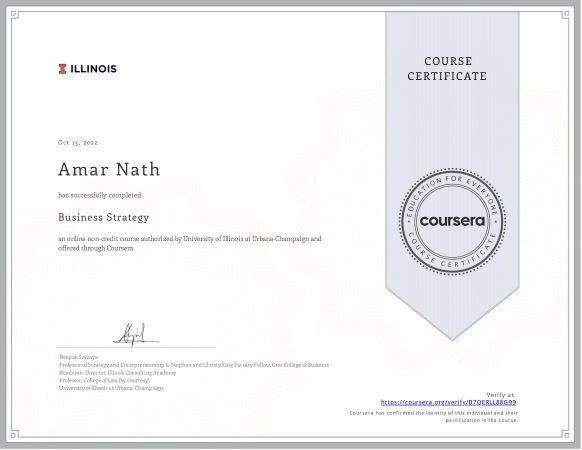 ILLINOIS
COURSE
CERTIFICATE
Oct 15, 2022
Amar Nath
has successfully completed
Business Strategy
an online non-credit course authorized by University of Illinois at Urbana-Champaign and
offered through Coursera
EDUCATION FOR EVERYONE
coursera
COURSE CERTIFICATE
Deepak Somaya
Professor of Strategy and Entrepreneurship & Stephen and Christy King Faculty Fellow, Gies College of Business
Academic Director, Illinois Consulting Academy
Professor, College of Law (by courtesy)
University of Illinois at Urbana-Champaign
Verify at:
https://coursera.org/verify/B7QERLL88G99
Coursera has confirmed the identity of this individual and their
participation in the course.